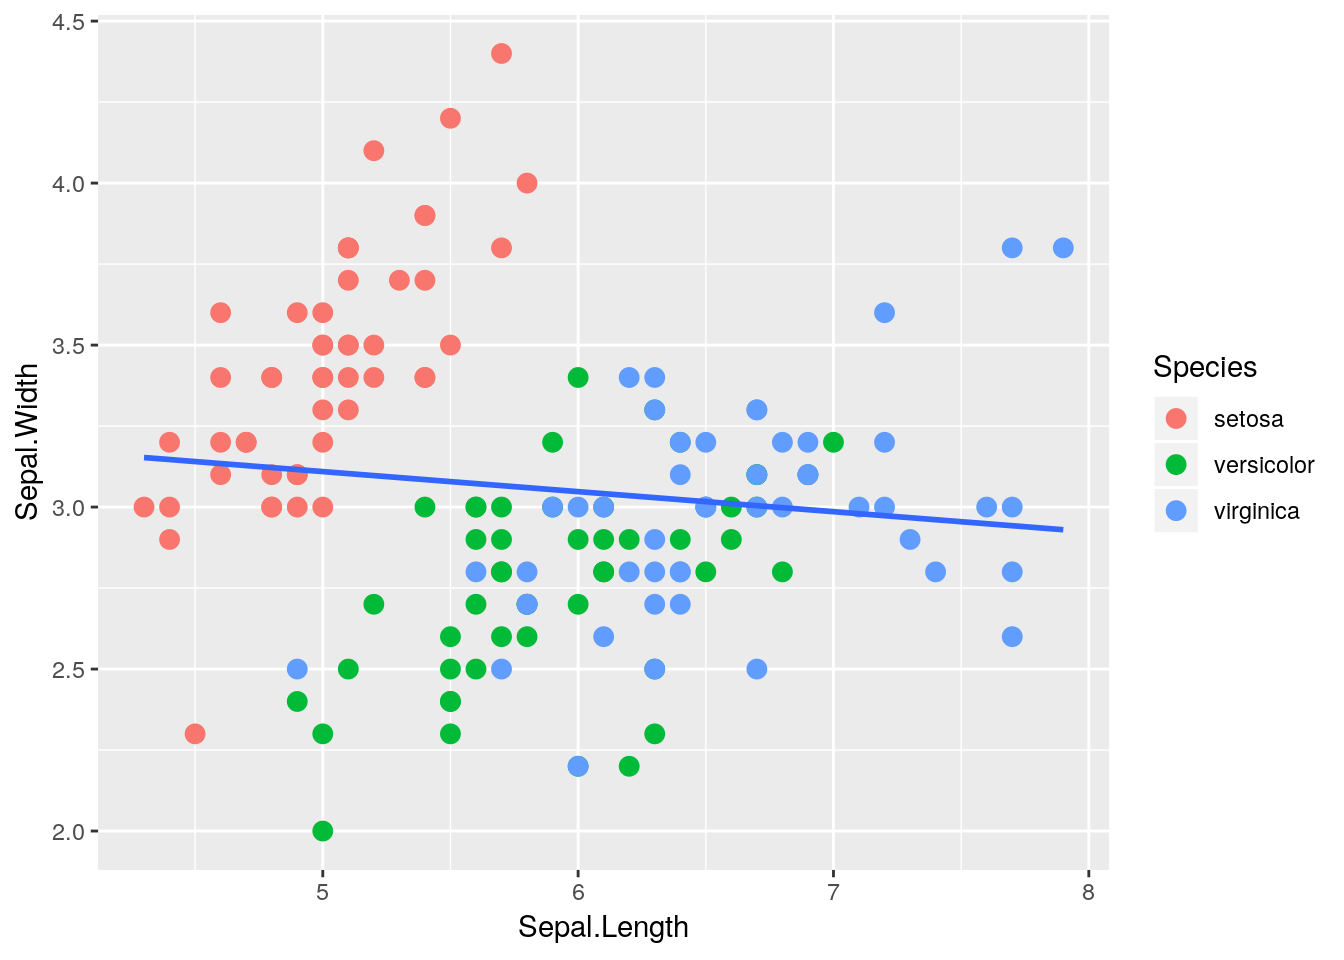 4.5
4.0
3.5
3.0
2.5
2.0
Sepal.Width
5 6 7 8
Sepal.Length
Species
setosa
versicolor
virginica